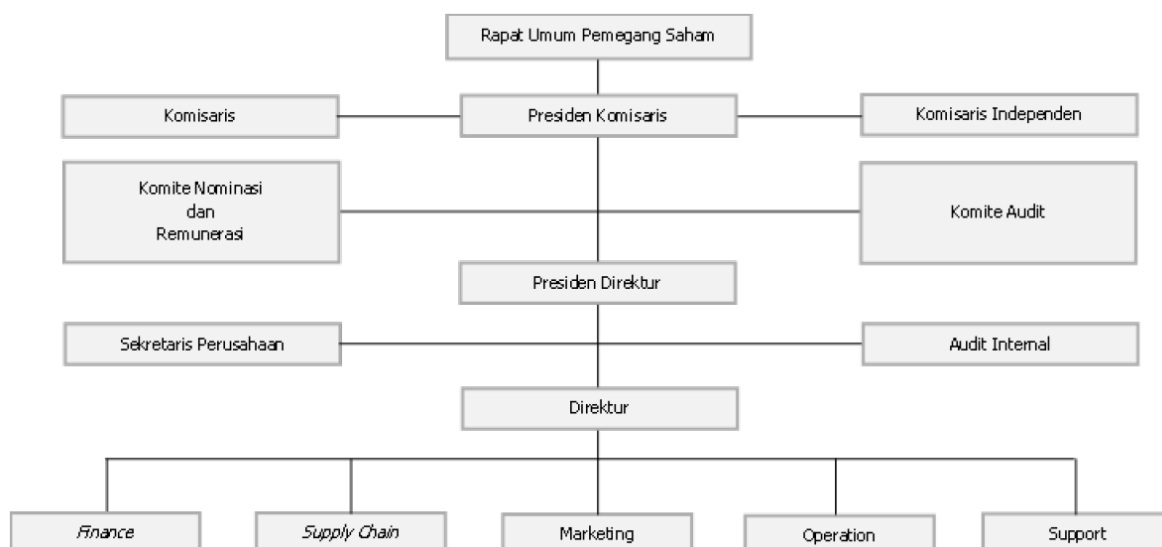 Rapat Umum Pemegang Saham
Komisaris
Presiden Komisaris
Komisaris Independen
Komite Nominasi
dan
Remunerasi
Komite Audit
Presiden Direktur
Sekretaris Perusahaan
Audit Internal
Direktur
Finance
Supply Chain
Marketing
Operation
Support